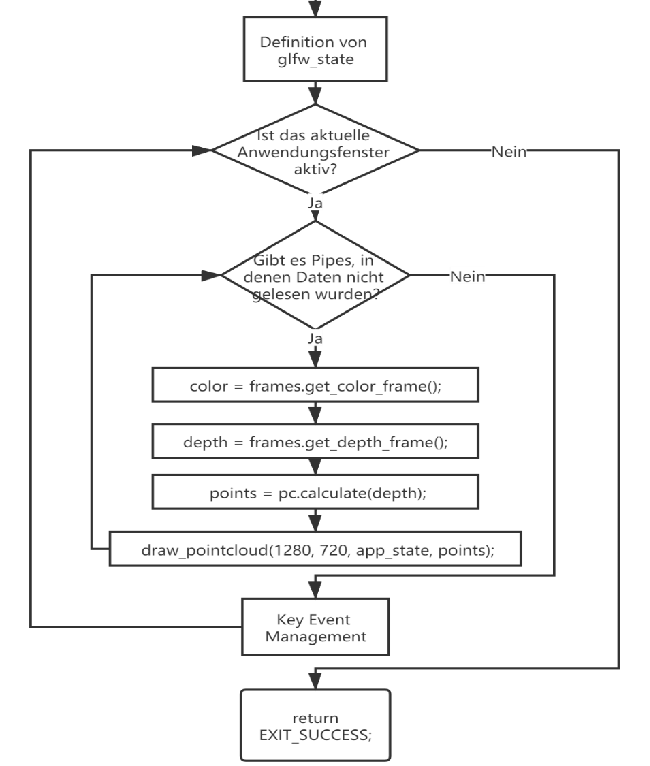 Definition von
glfw_state
Ist das aktuelle
Anwendungsfenster
aktiv?
Nein
Ja
Gibt es Pipes, in
denen Daten nicht
gelesen wurden?
Nein
Ja
color = frames.get_color_frame();
depth = frames.get_depth_frame();
points = pc.calculate(depth);
draw_pointcloud(1280, 720, app_state, points);
Key Event
Management
return
EXIT_SUCCESS;